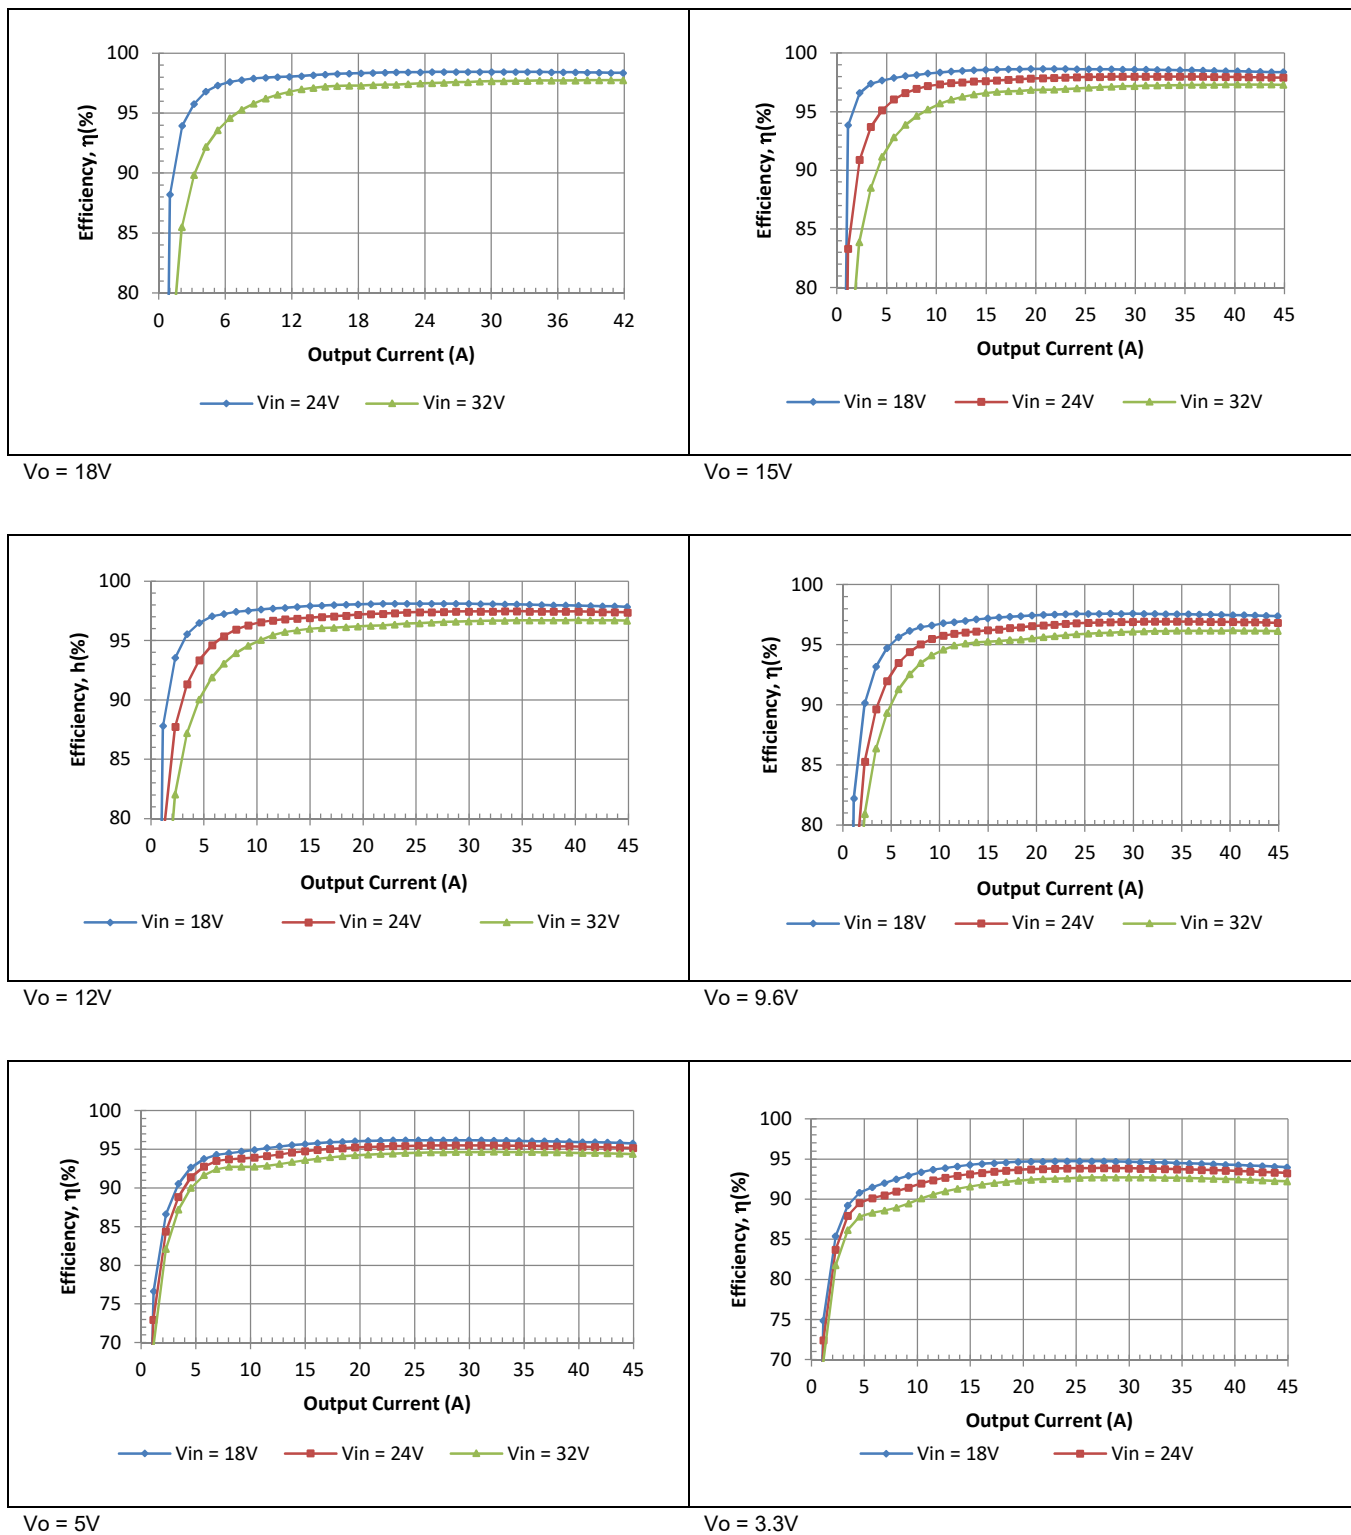 100
95
90
85
80
0 6 12 18 24 30 36 42
Efficiency, η(%)
Output Current (A)
Vin = 24V Vin = 32V
Vo = 18V
100
95
90
85
80
0 5 10 15 20 25 30 35 40 45
Efficiency, η(%)
Output Current (A)
Vin = 18V Vin = 24V Vin = 32V
Vo = 15V
100
95
90
85
80
0 5 10 15 20 25 30 35 40 45
Efficiency, h(%)
Output Current (A)
Vin = 18V Vin = 24V Vin = 32V
Vo = 12V
100
95
90
85
80
0 5 10 15 20 25 30 35 40 45
Efficiency, η(%)
Output Current (A)
Vin = 18V Vin = 24V Vin = 32V
Vo = 9.6V
100
95
90
85
80
75
70
0 5 10 15 20 25 30 35 40 45
Efficiency, η(%)
Output Current (A)
Vin = 18V Vin = 24V Vin = 32V
Vo = 5V
100
95
90
85
80
75
70
0 5 10 15 20 25 30 35 40 45
Efficiency, η(%)
Output Current (A)
Vin = 18V Vin = 24V
Vo = 3.3V